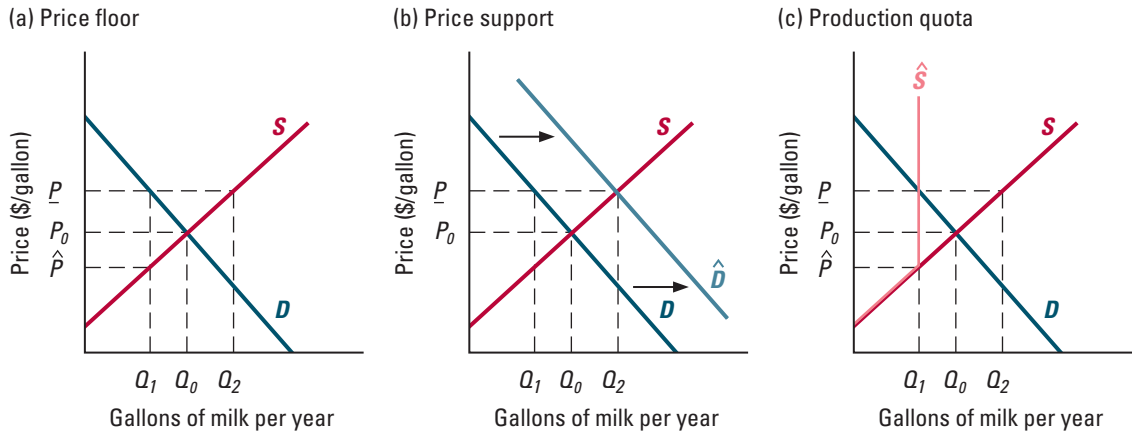 (a) Price floor
Price ($/gallon)
S
P
P0
P̂
D
Q1 Q0 Q2
Gallons of milk per year
(b) Price support
Price ($/gallon)
S
P
P0
D̂
D
Q1 Q0 Q2
Gallons of milk per year
(c) Production quota
Price ($/gallon)
Ŝ
S
P
P0
P̂
D
Q1 Q0 Q2
Gallons of milk per year